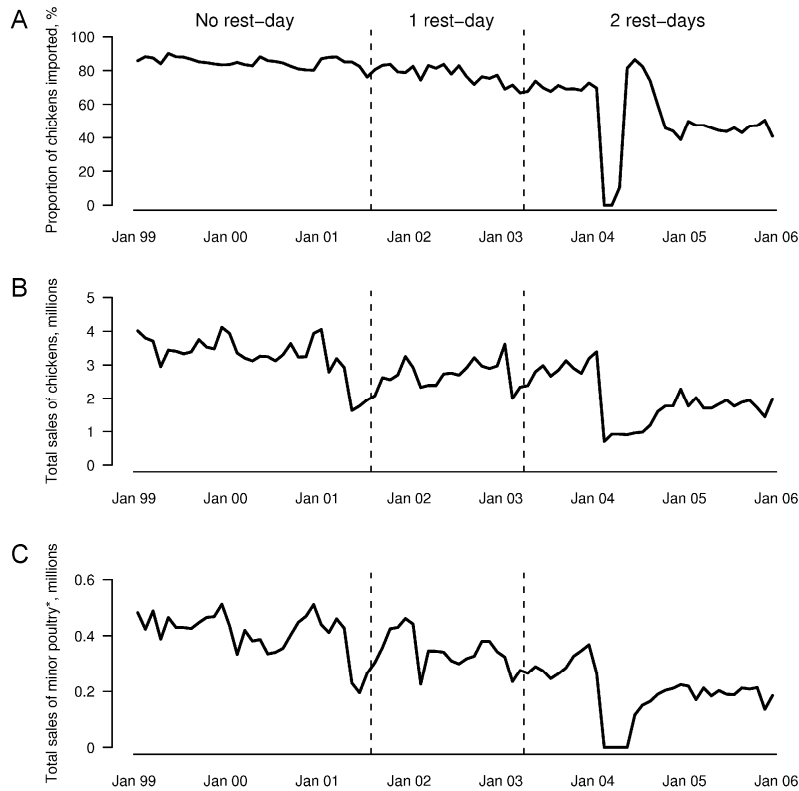 A
No rest-day
1 rest-day
2 rest-days
Proportion of chickens imported, %
100
80
60
40
20
0
Jan 99 Jan 00 Jan 01 Jan 02 Jan 03 Jan 04 Jan 05 Jan 06
B
Total sales of chickens, millions
5
4
3
2
1
0
Jan 99 Jan 00 Jan 01 Jan 02 Jan 03 Jan 04 Jan 05 Jan 06
C
Total sales of minor poultry*, millions
0.6
0.4
0.2
0
Jan 99 Jan 00 Jan 01 Jan 02 Jan 03 Jan 04 Jan 05 Jan 06